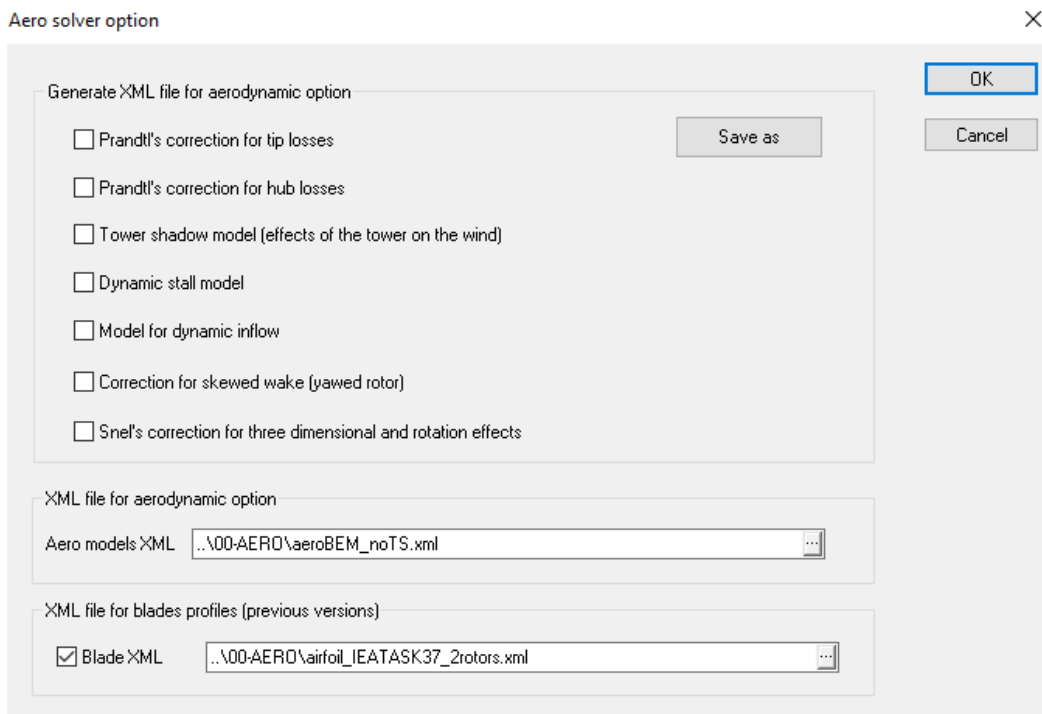 Aero solver option
Generate XML file for aerodynamic option
OK
Prandtl's correction for tip losses
Save as
Cancel
Prandtl's correction for hub losses
Tower shadow model (effects of the tower on the wind)
Dynamic stall model
Model for dynamic inflow
Correction for skewed wake (yawed rotor)
Snel's correction for three dimensional and rotation effects
XML file for aerodynamic option
Aero models XML ..\00-AERO\aeroBEM_noTS.xml ...
XML file for blades profiles (previous versions)
Blade XML ..\00-AERO\airfoil_IEATASK37_2rotors.xml ...